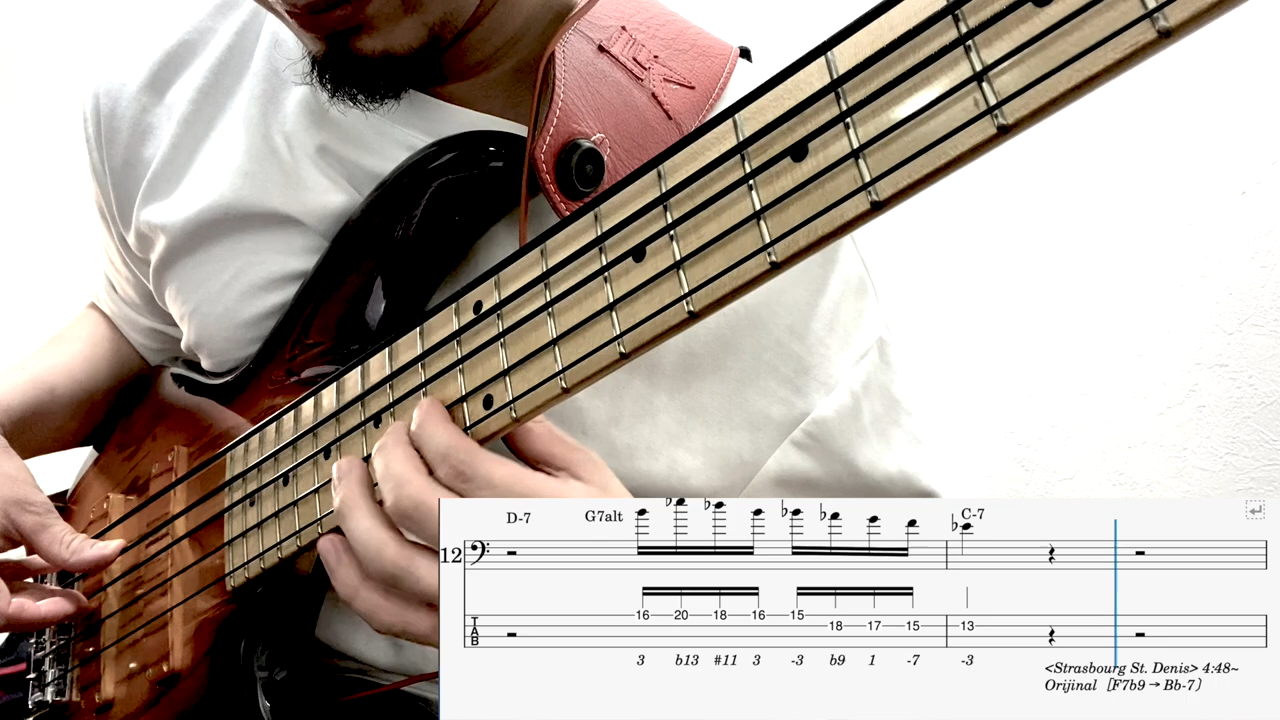 D-7 G7alt C-7
12
16 20 18 16 15
18 17 15 13
T
A
B
3 b13 #11 3 -3 b9 1 -7 -3
<Strasbourg St. Denis> 4:48~
Orijinal [F7b9→Bb-7]